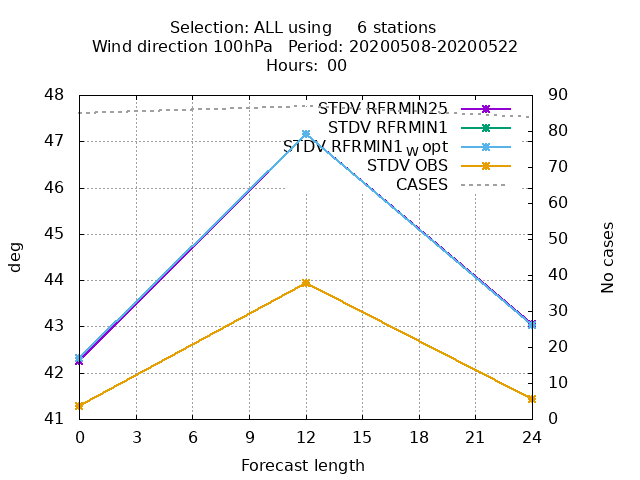 Selection: ALL using     6 stations
Wind direction 100hPa   Period: 20200508-20200522
Hours: 00
48 90
STDV RFRMIN25
STDV RFRMIN1
STDV RFRMIN1_W opt
STDV OBS
CASES
47
46
45
44
43
42
41
80
70
60
50
40
30
20
10
0
deg
No cases
0 3 6 9 12 15 18 21 24
Forecast length